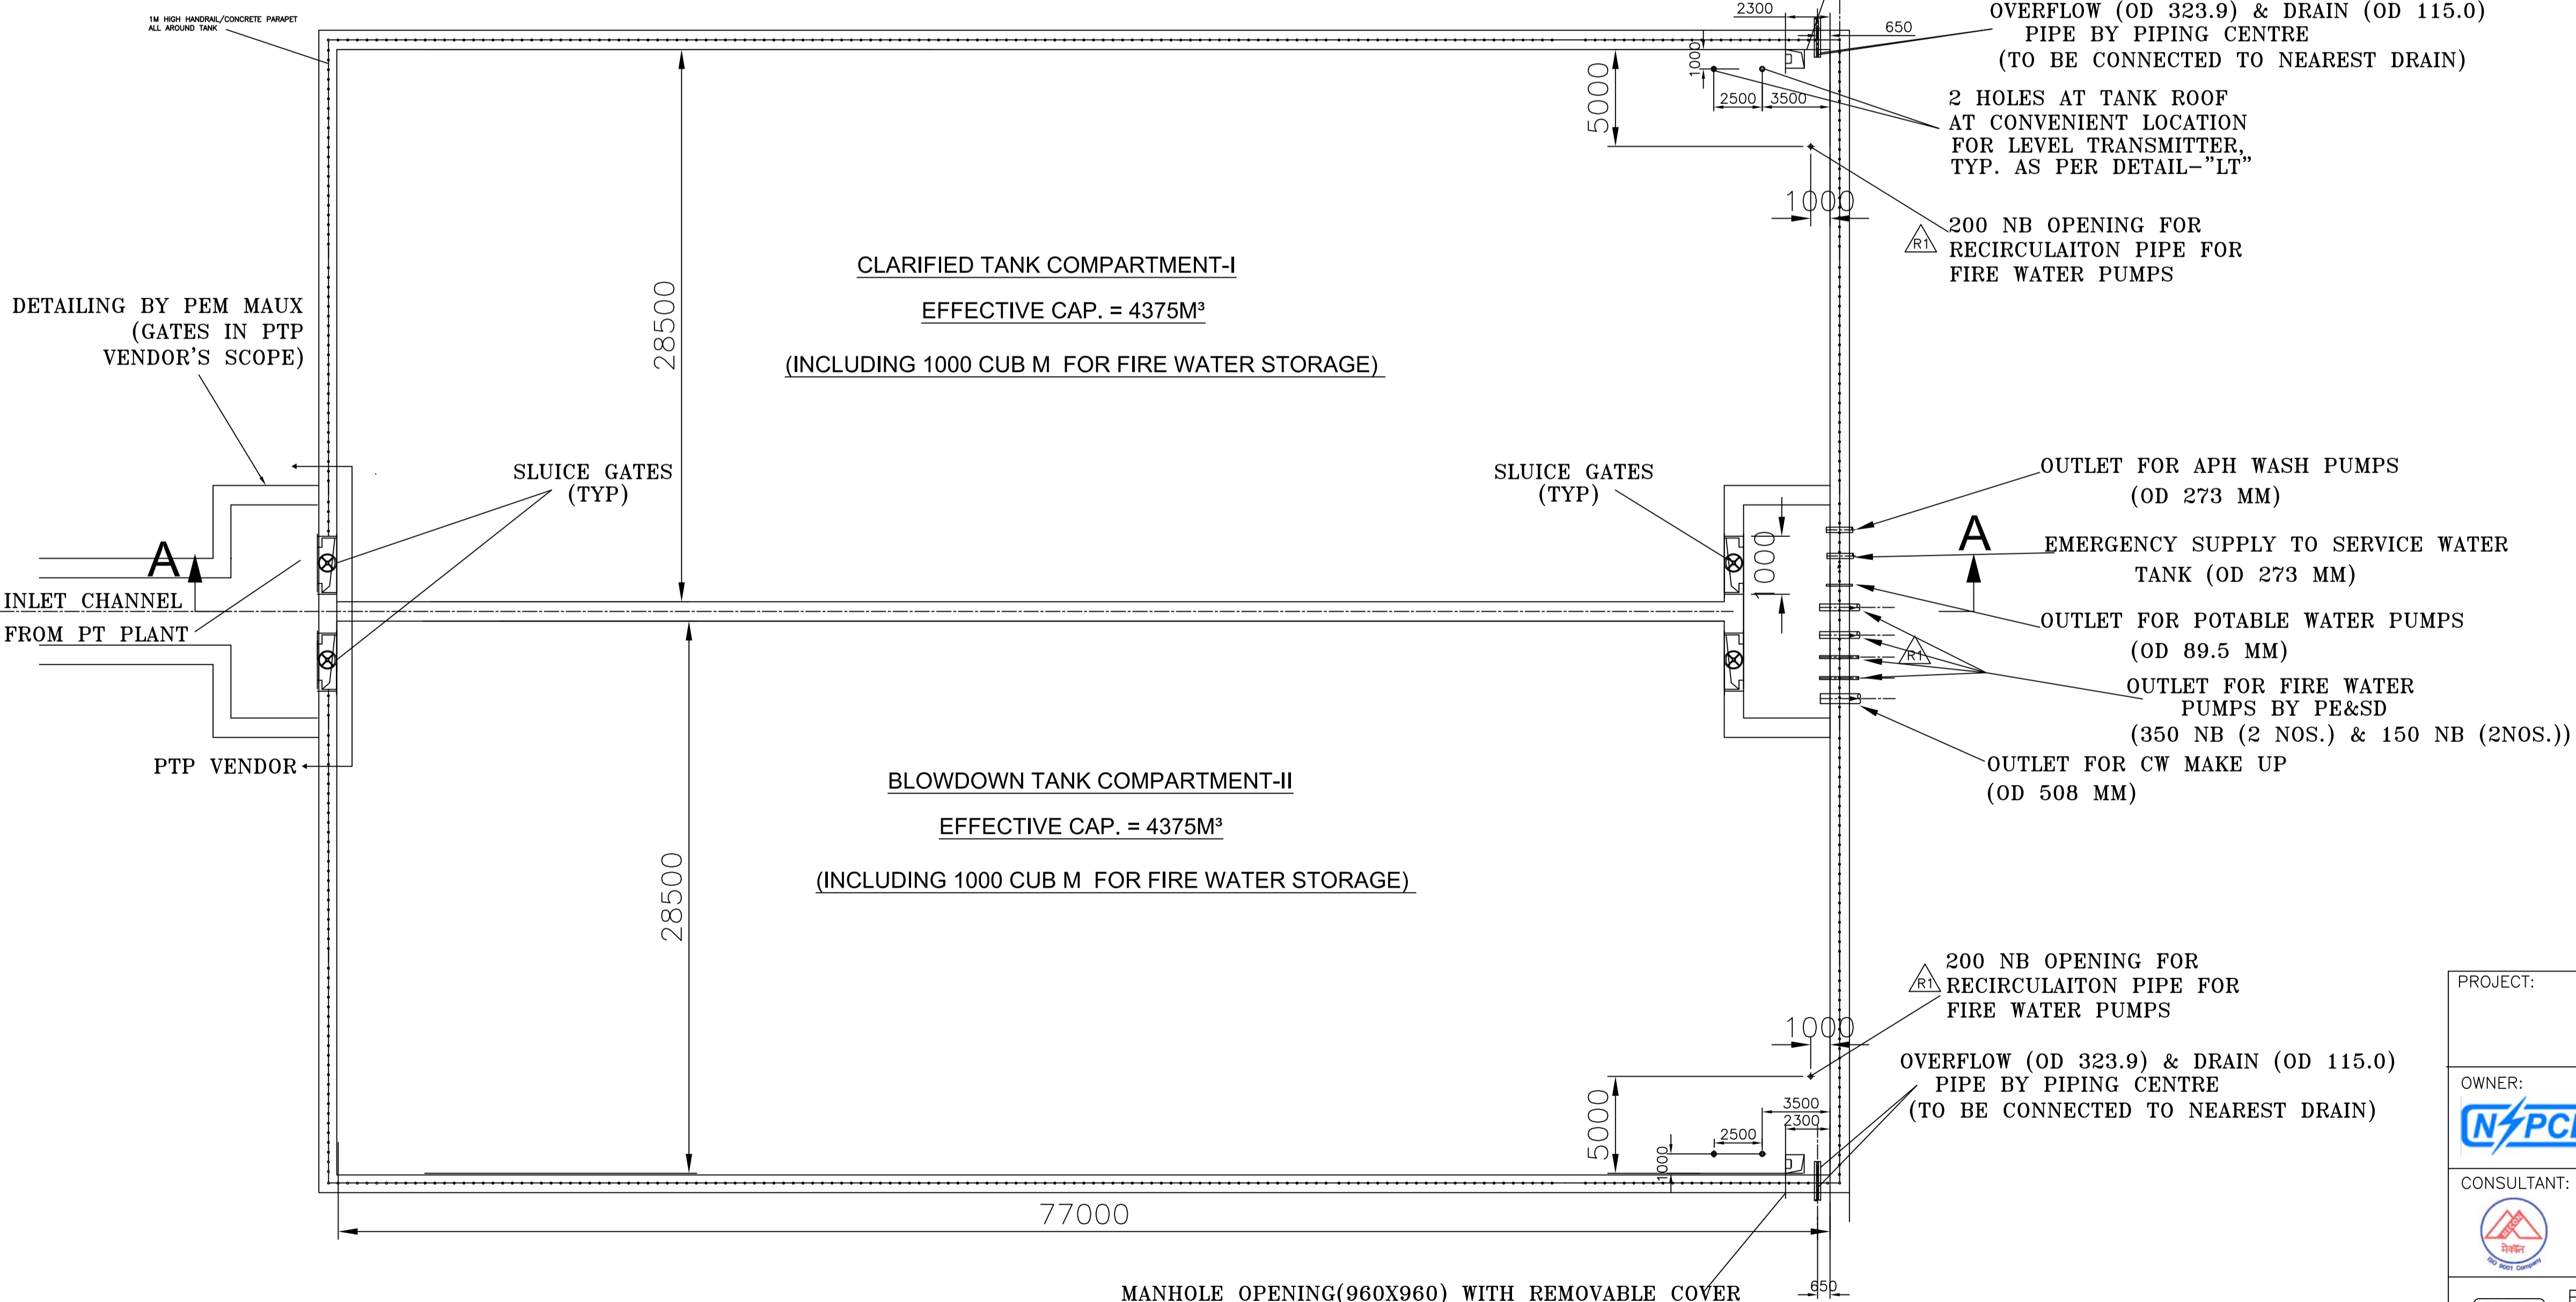 1M HIGH HANDRAIL/CONCRETE PARAPET
ALL AROUND TANK
2300
650
OVERFLOW (OD 323.9) & DRAIN (OD 115.0)
PIPE BY PIPING CENTRE
(TO BE CONNECTED TO NEAREST DRAIN)
1000
5000
2500
3500
2 HOLES AT TANK ROOF
AT CONVENIENT LOCATION
FOR LEVEL TRANSMITTER,
TYP. AS PER DETAIL-"LT"
1000
R1
200 NB OPENING FOR
RECIRCULAITON PIPE FOR
FIRE WATER PUMPS
28500
CLARIFIED TANK COMPARTMENT-I
EFFECTIVE CAP. = 4375M³
(INCLUDING 1000 CUB M FOR FIRE WATER STORAGE)
DETAILING BY PEM MAUX
(GATES IN PTP
VENDOR'S SCOPE)
SLUICE GATES
(TYP)
SLUICE GATES
(TYP)
1000
OUTLET FOR APH WASH PUMPS
(OD 273 MM)
A
A
EMERGENCY SUPPLY TO SERVICE WATER
TANK (OD 273 MM)
INLET CHANNEL
FROM PT PLANT
OUTLET FOR POTABLE WATER PUMPS
(OD 89.5 MM)
R1
OUTLET FOR FIRE WATER
PUMPS BY PE&SD
(350 NB (2 NOS.) & 150 NB (2NOS.))
PTP VENDOR
OUTLET FOR CW MAKE UP
(OD 508 MM)
28500
BLOWDOWN TANK COMPARTMENT-II
EFFECTIVE CAP. = 4375M³
(INCLUDING 1000 CUB M FOR FIRE WATER STORAGE)
R1
200 NB OPENING FOR
RECIRCULAITON PIPE FOR
FIRE WATER PUMPS
1000
OVERFLOW (OD 323.9) & DRAIN (OD 115.0)
PIPE BY PIPING CENTRE
(TO BE CONNECTED TO NEAREST DRAIN)
5000
3500
2300
2500
1000
77000
650
MANHOLE OPENING(960X960) WITH REMOVABLE COVER
PROJECT:
OWNER:
NSPCL
CONSULTANT:
मेकॉन
ISO 9001 Company